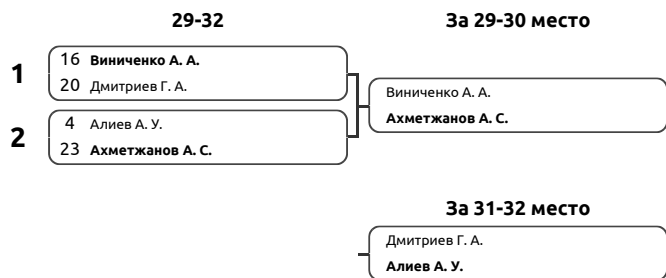 29-32
За 29-30 место
1
16 Виниченко А. А.
20 Дмитриев Г. А.
2
4 Алиев А. У.
23 Ахметжанов А. С.
Виниченко А. А.
Ахметжанов А. С.
За 31-32 место
Дмитриев Г. А.
Алиев А. У.